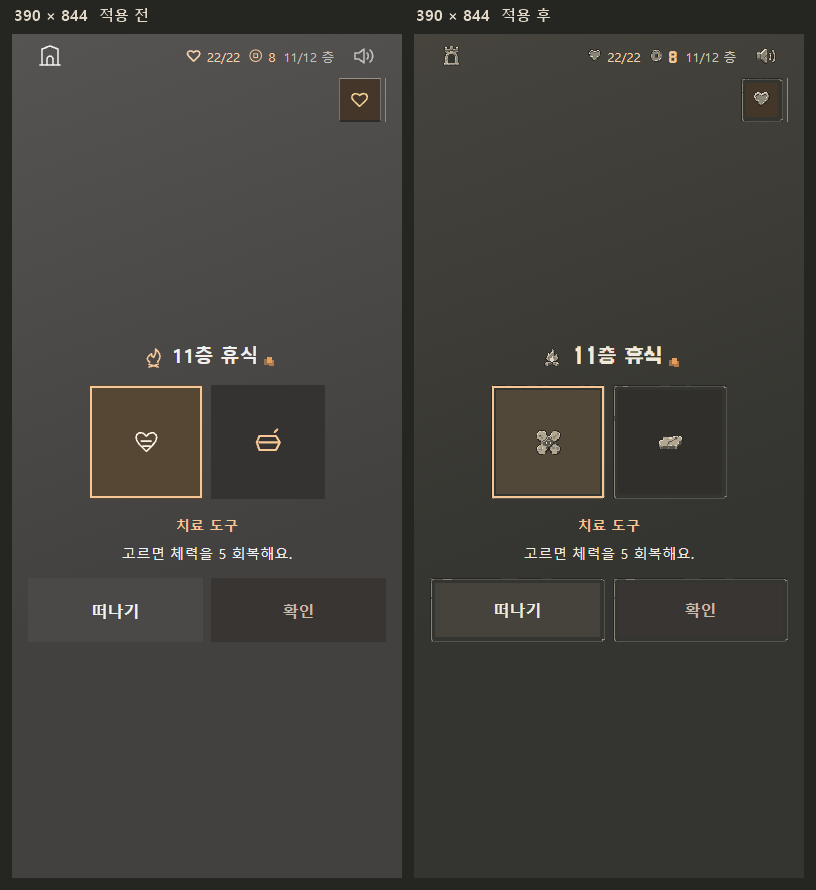 390 × 844 적용 전
22/22 8 11/12 층
11층 휴식
치료 도구
고르면 체력을 5 회복해요.
떠나기 확인
390 × 844 적용 후
22/22 8 11/12 층
11층 휴식
치료 도구
고르면 체력을 5 회복해요.
떠나기 확인